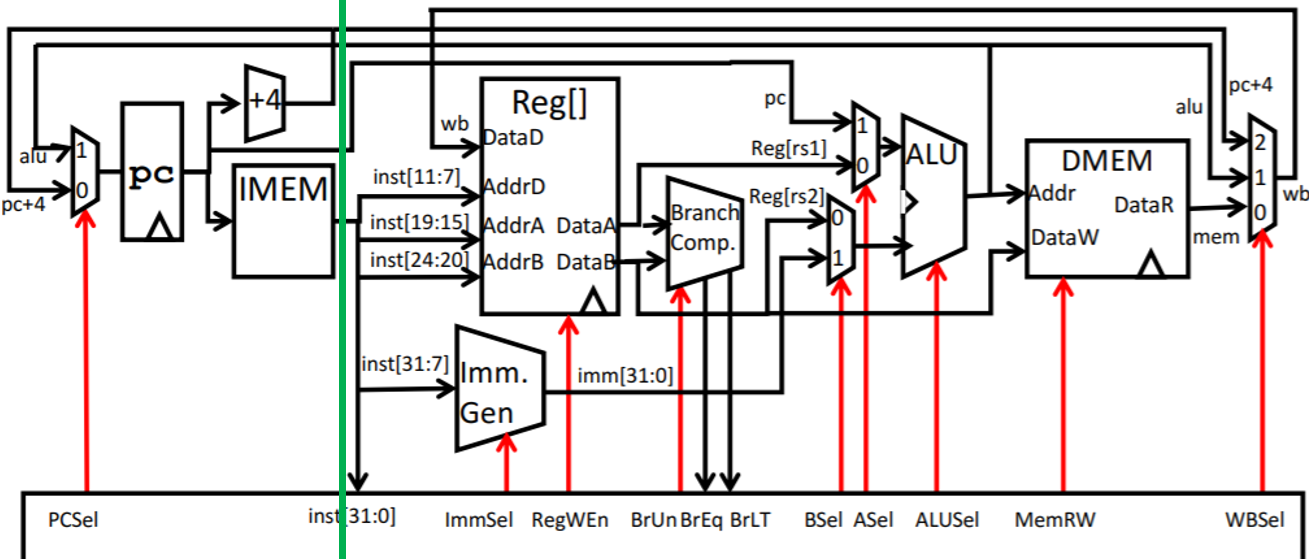 alu
pc+4
1
0
pc
+4
IMEM
wb
Reg[]
DataD
inst[11:7]
AddrD
inst[19:15]
AddrA
DataA
inst[24:20]
AddrB
DataB
inst[31:7]
Imm.
Gen
imm[31:0]
Branch
Comp.
pc
Reg[rs1]
Reg[rs2]
1
0
0
1
ALU
DMEM
Addr
DataR
DataW
mem
alu
pc+4
2
1
0
wb
PCSel
inst[31:0]
ImmSel
RegWEn
BrUn
BrEq
BrLT
BSel
ASel
ALUSel
MemRW
WBSel